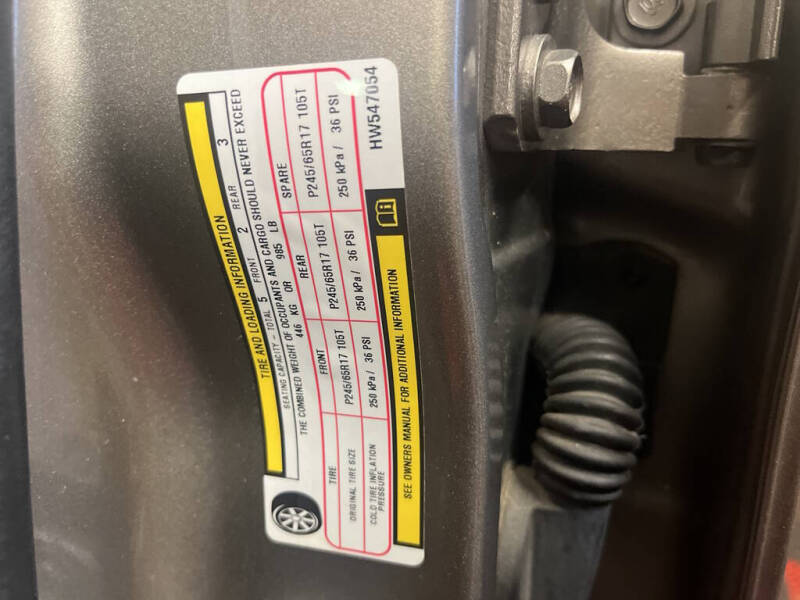 TIRE AND LOADING INFORMATION
SEATING CAPACITY – TOTAL 5 FRONT 2 REAR 3
THE COMBINED WEIGHT OF OCCUPANTS AND CARGO SHOULD NEVER EXCEED
446 KG OR 985 LB
TIRE FRONT REAR SPARE
ORIGINAL TIRE SIZE P245/65R17 105T P245/65R17 105T P245/65R17 105T
COLD TIRE INFLATION PRESSURE 250 kPa / 36 PSI 250 kPa / 36 PSI 250 kPa / 36 PSI
SEE OWNERS MANUAL FOR ADDITIONAL INFORMATION
HW547054